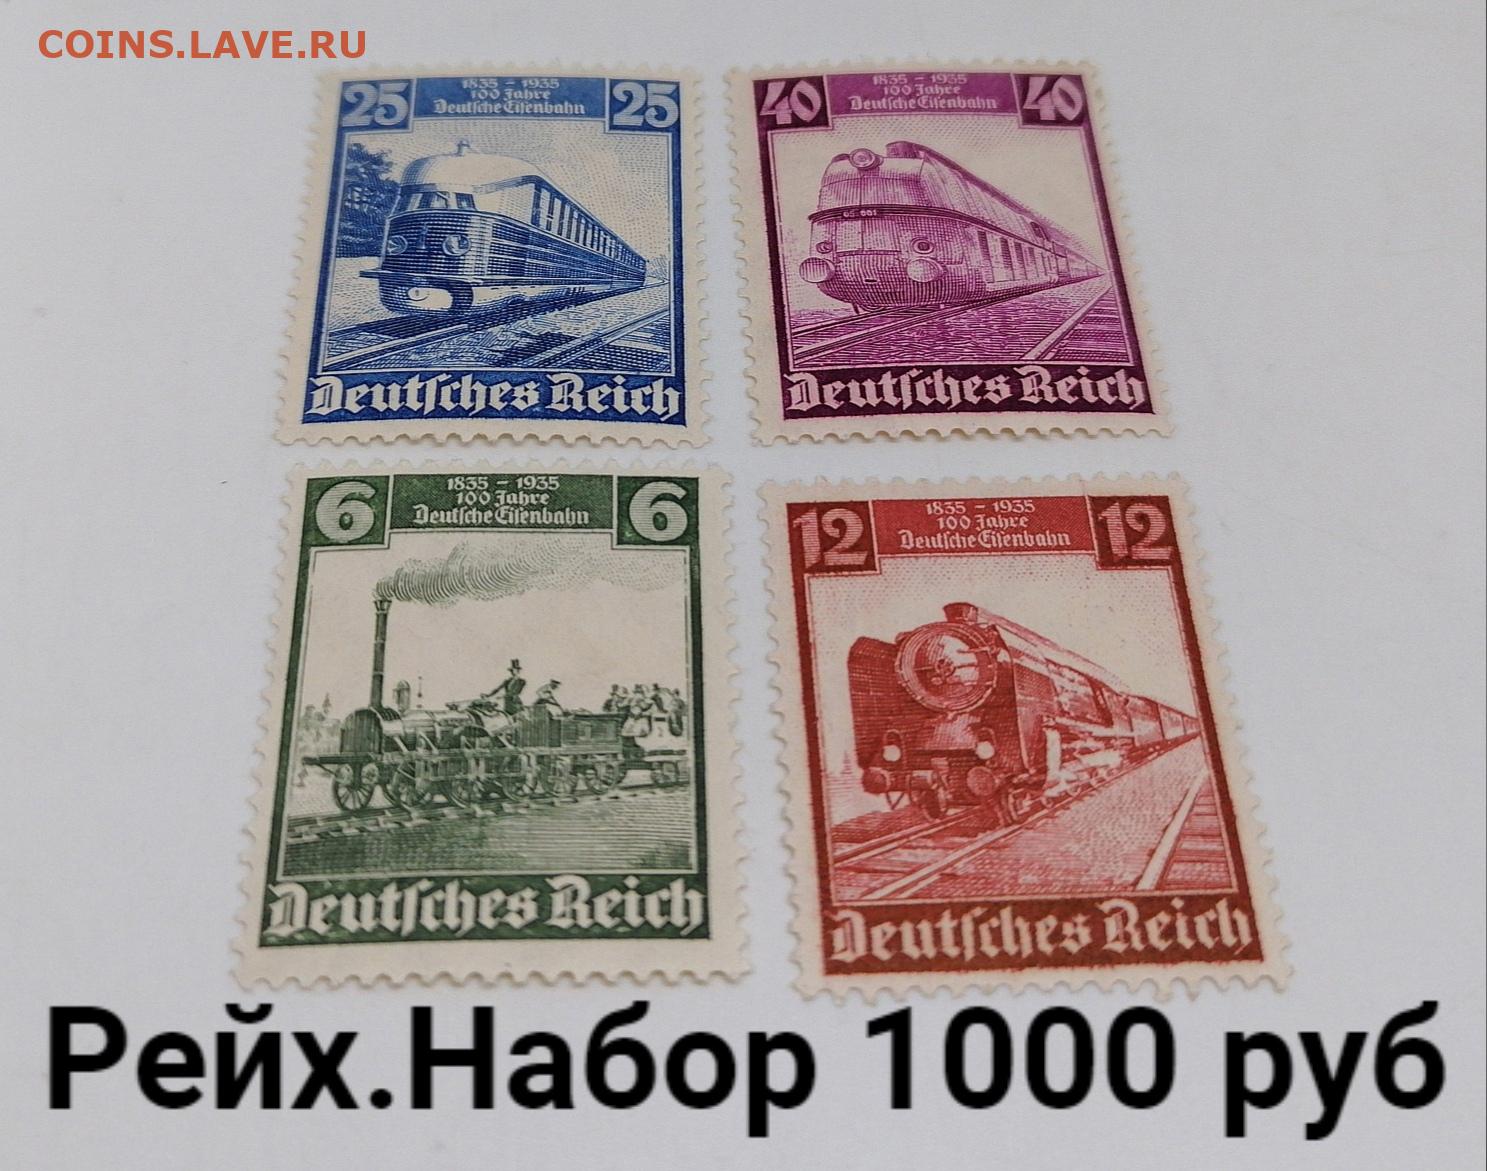 COINS.LAVE.RU
25
1835 – 1935
100 Jahre
Deutsche Eisenbahn
25
Deutsches Reich
40
1835 – 1935
100 Jahre
Deutsche Eisenbahn
40
05 001
Deutsches Reich
6
1835 – 1935
100 Jahre
Deutsche Eisenbahn
6
Deutsches Reich
12
1835 – 1935
100 Jahre
Deutsche Eisenbahn
12
Deutsches Reich
Рейх.Набор 1000 руб